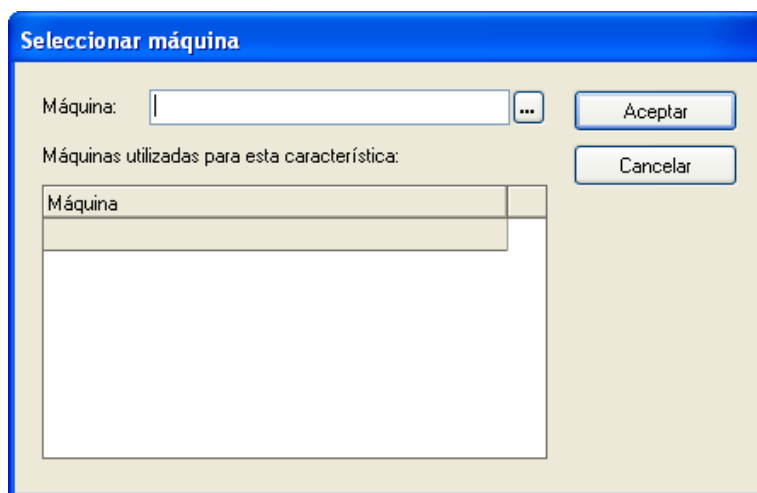 Seleccionar máquina
Máquina:
...
Aceptar
Máquinas utilizadas para esta característica:
Cancelar
Máquina